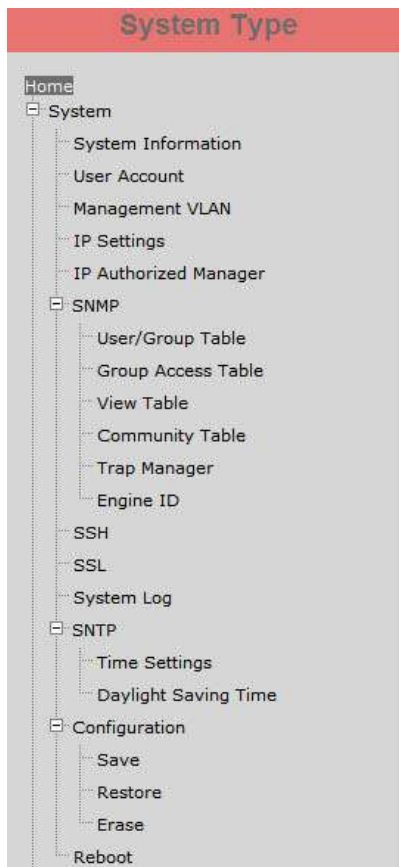 System Type
Home
System
System Information
User Account
Management VLAN
IP Settings
IP Authorized Manager
SNMP
User/Group Table
Group Access Table
View Table
Community Table
Trap Manager
Engine ID
SSH
SSL
System Log
SNTP
Time Settings
Daylight Saving Time
Configuration
Save
Restore
Erase
Reboot